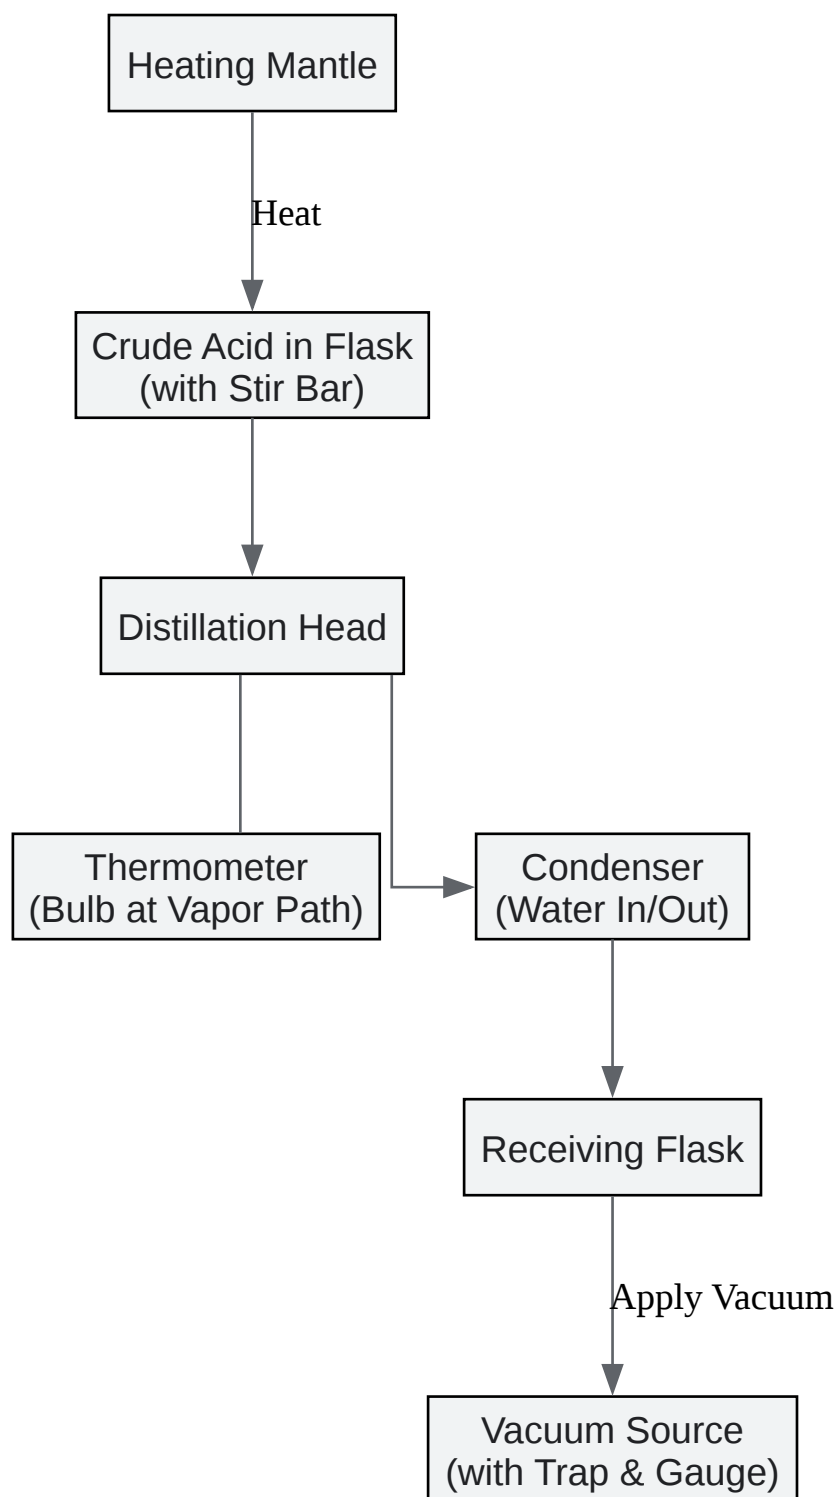 Heating Mantle
Heat
Crude Acid in Flask
(with Stir Bar)
Distillation Head
Thermometer
(Bulb at Vapor Path)
Condenser
(Water In/Out)
Receiving Flask
Apply Vacuum
Vacuum Source
(with Trap & Gauge)